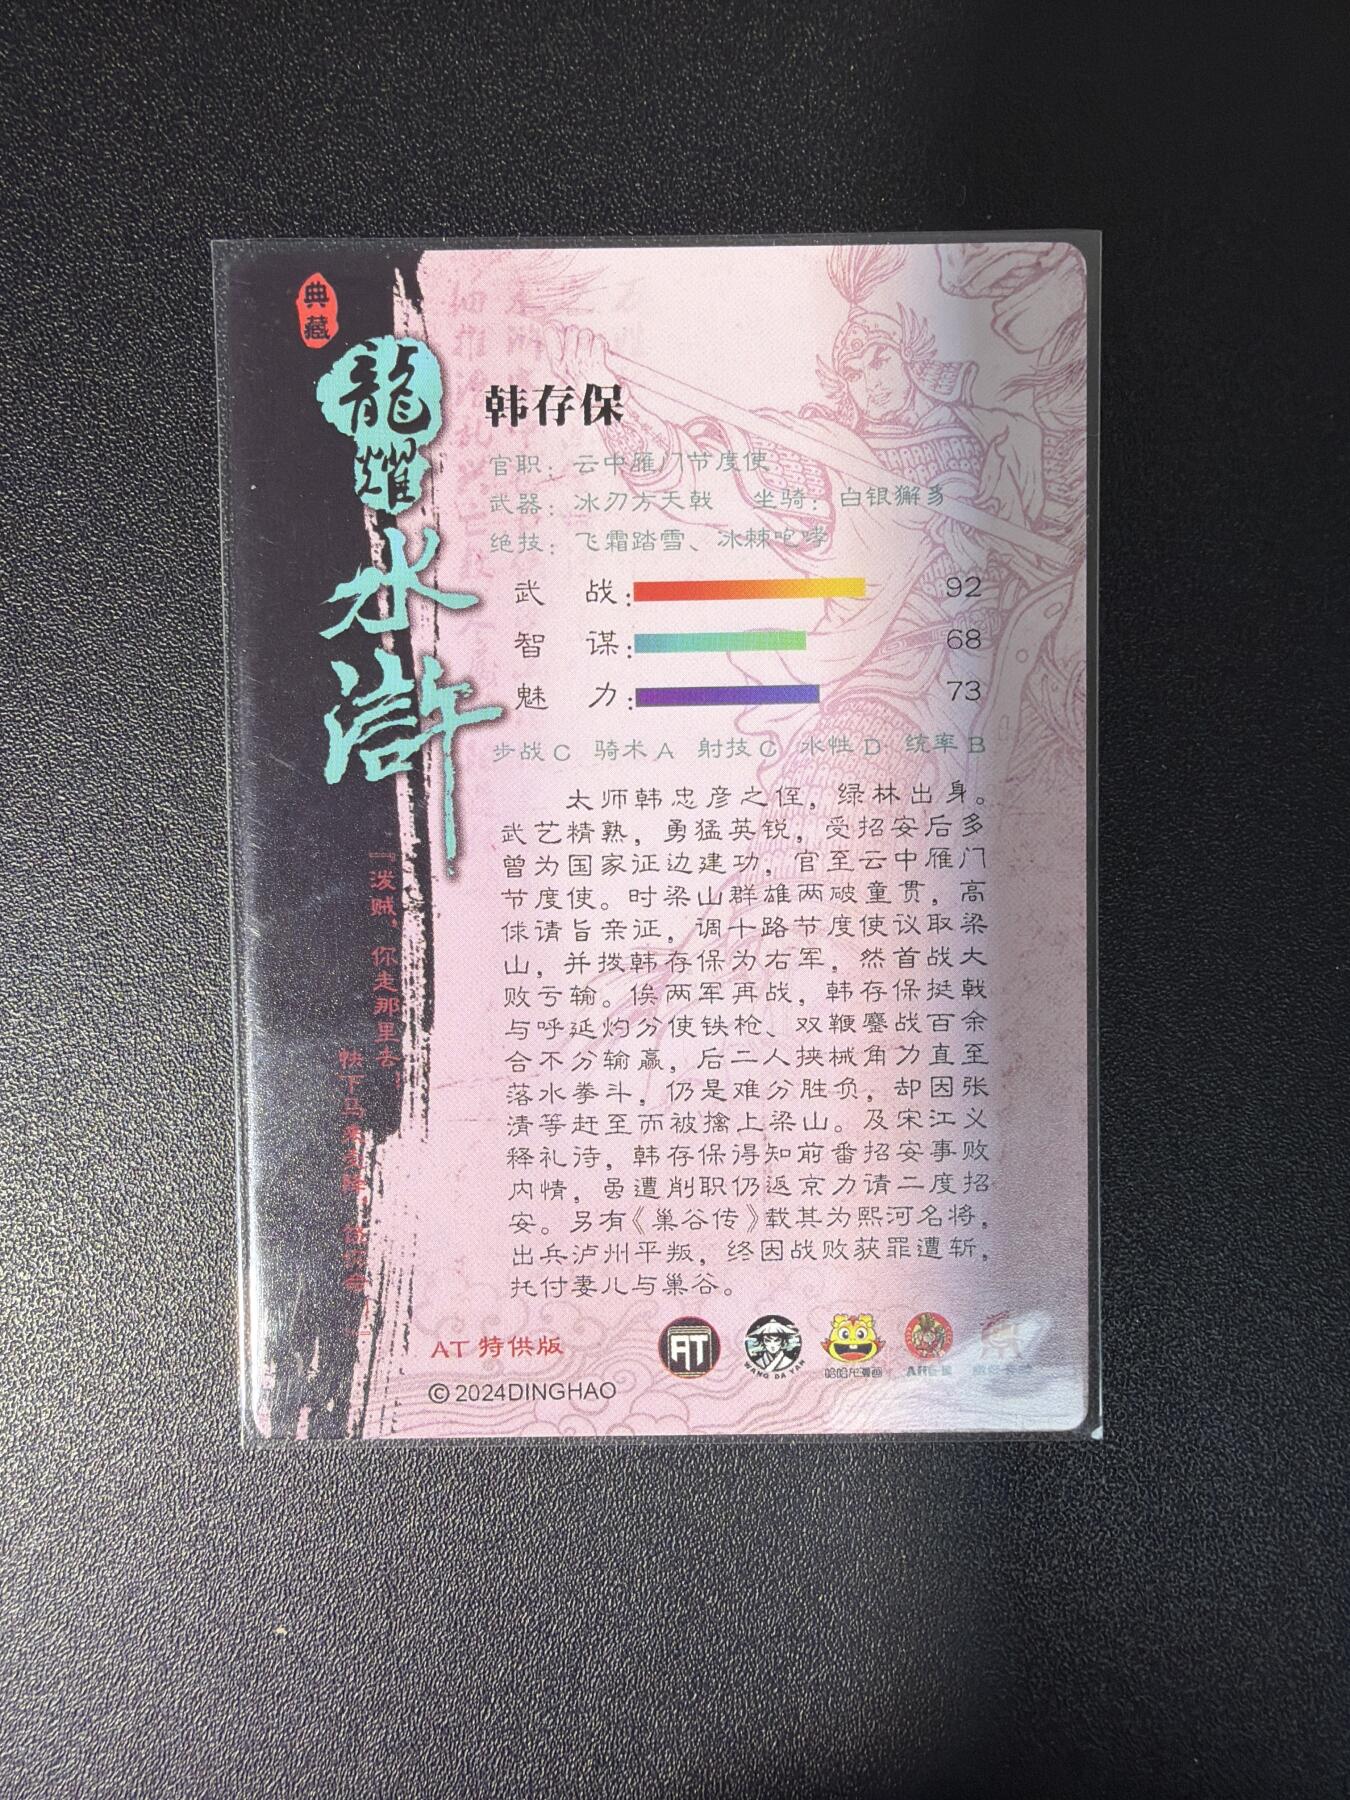 典藏
龍耀水滸
韩存保
官职：云中雁门节度使
武器：冰刃方天戟 坐骑：白银獬豸
绝技：飞霜踏雪、冰棘咆哮
武 战： 92
智 谋： 68
魅 力： 73
步战C 骑术A 射技C 水性D 统率B
太师韩忠彦之侄，绿林出身。
武艺精熟，勇猛英锐，受招安后多
曾为国家征边建功，官至云中雁门
节度使。时梁山群雄两破童贯，高
俅请旨亲征，调十路节度使议取梁
山，并拨韩存保为右军，然首战大
败亏输。俟两军再战，韩存保挺戟
与呼延灼分使铁枪、双鞭鏖战百余
合不分输赢，后二人挟械角力直至
落水拳斗，仍是难分胜负，却因张
清等赶至而被擒上梁山。及宋江义
释礼待，韩存保得知前番招安事败
内情，虽遭削职仍返京力请二度招
安。另有《巢谷传》载其为熙河名将，
出兵泸州平叛，终因战败获罪遭斩，
托付妻儿与巢谷。
『泼贼，你走那里去！
快下马来
AT 特供版
AT
WANG DA YAN
哈哈龙漫画
© 2024DINGHAO